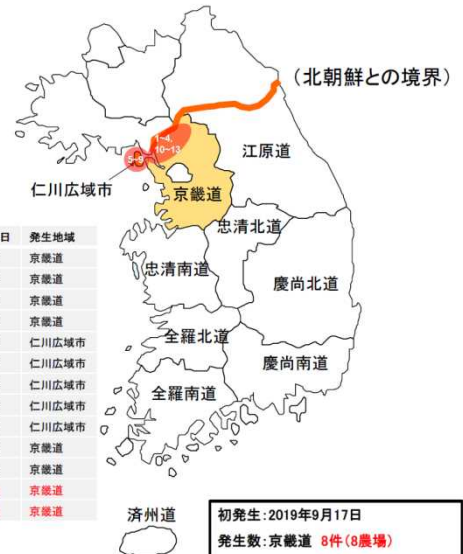 （北朝鮮との境界）
1~4,
10~13
5~9
江原道
仁川広域市
京畿道
忠清北道
忠清南道
慶尚北道
全羅北道
慶尚南道
全羅南道
済州道
日 発生地域
京畿道
京畿道
京畿道
京畿道
仁川広域市
仁川広域市
仁川広域市
仁川広域市
仁川広域市
京畿道
京畿道
京畿道
京畿道
初発生：2019年9月17日
発生数：京畿道 8件（8農場）